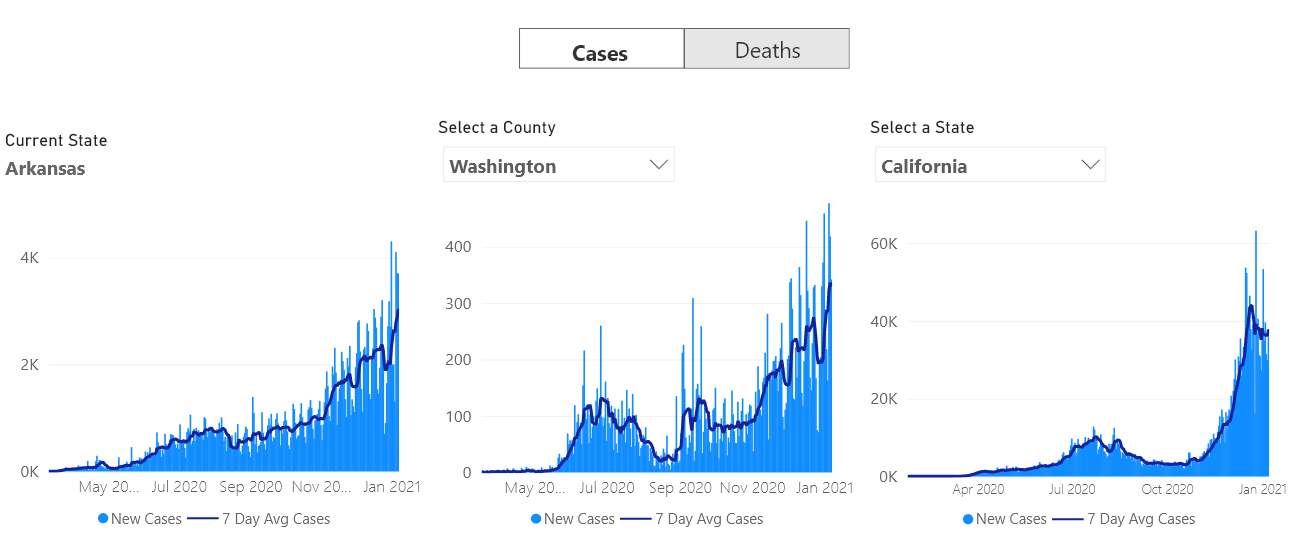 Cases
Deaths
Current State
Arkansas
4K
2K
0K
May 20... Jul 2020 Sep 2020 Nov 20... Jan 2021
New Cases 7 Day Avg Cases
Select a County
Washington
400
300
200
100
0
May 20... Jul 2020 Sep 2020 Nov 2020 Jan 2021
New Cases 7 Day Avg Cases
Select a State
California
60K
40K
20K
0K
Apr 2020 Jul 2020 Oct 2020 Jan 2021
New Cases 7 Day Avg Cases